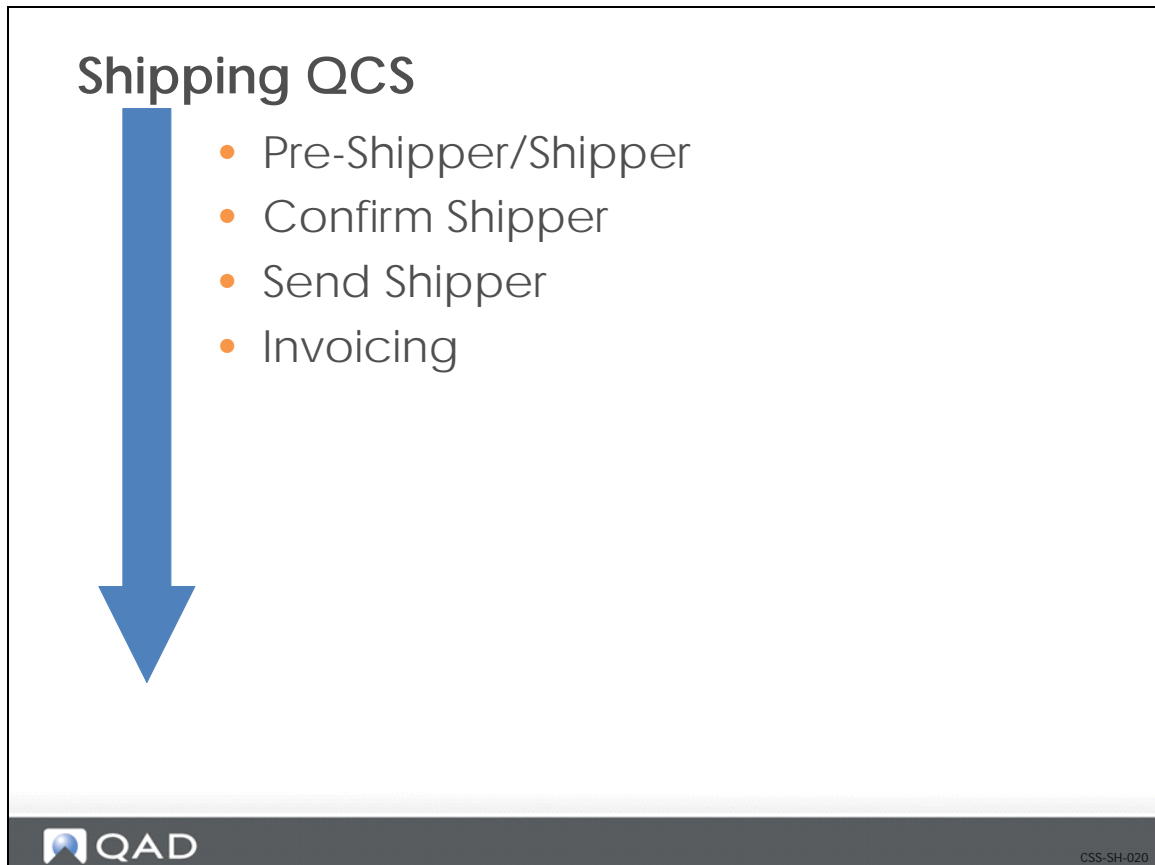 Shipping QCS
• Pre-Shipper/Shipper
• Confirm Shipper
• Send Shipper
• Invoicing
QAD
CSS-SH-020